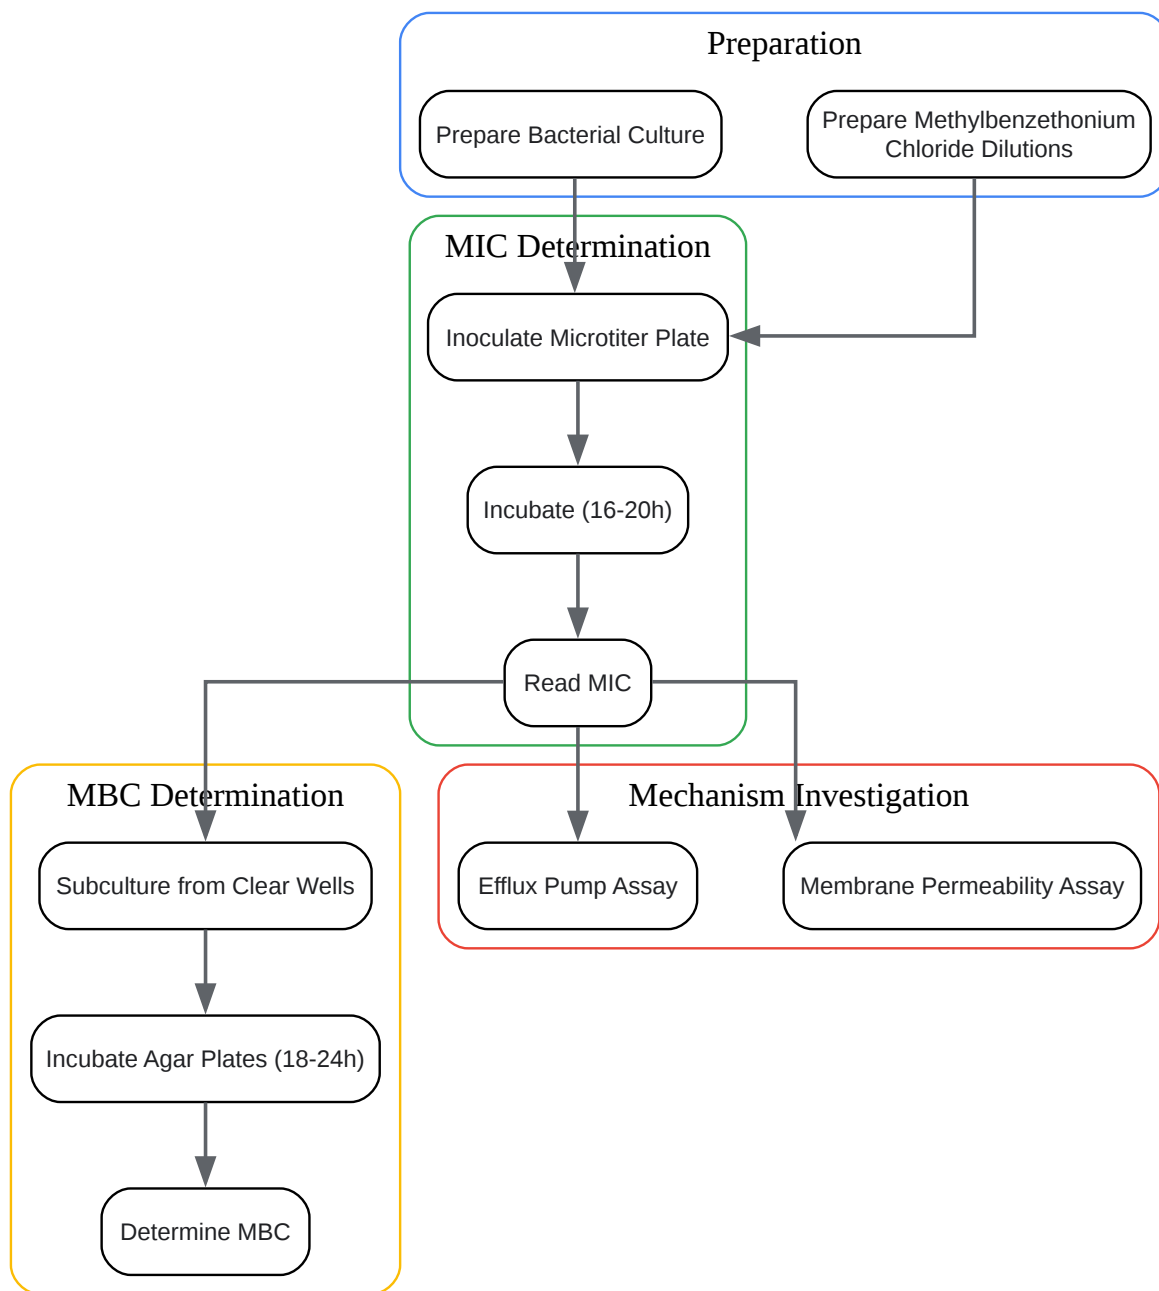 Preparation
Prepare Bacterial Culture
Prepare Methylbenzethonium
Chloride Dilutions
MIC Determination
Inoculate Microtiter Plate
Incubate (16-20h)
Read MIC
MBC Determination
Subculture from Clear Wells
Incubate Agar Plates (18-24h)
Determine MBC
Mechanism Investigation
Efflux Pump Assay
Membrane Permeability Assay